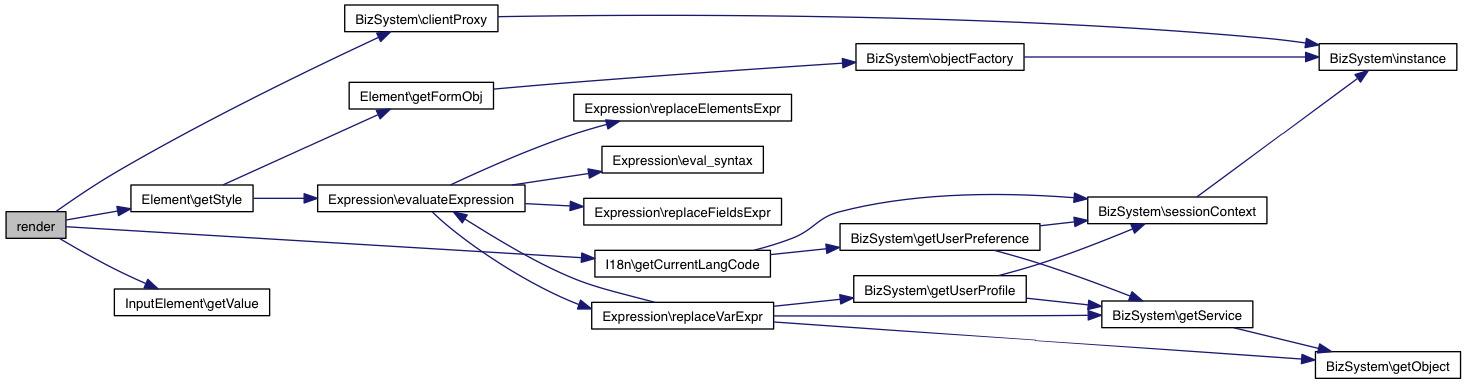 BizSystem\clientProxy
BizSystem\objectFactory
BizSystem\instance
Element\getFormObj
Expression\replaceElementsExpr
Expression\eval_syntax
Element\getStyle
Expression\evaluateExpression
Expression\replaceFieldsExpr
BizSystem\sessionContext
render
BizSystem\getUserPreference
I18n\getCurrentLangCode
BizSystem\getUserProfile
InputElement\getValue
Expression\replaceVarExpr
BizSystem\getService
BizSystem\getObject